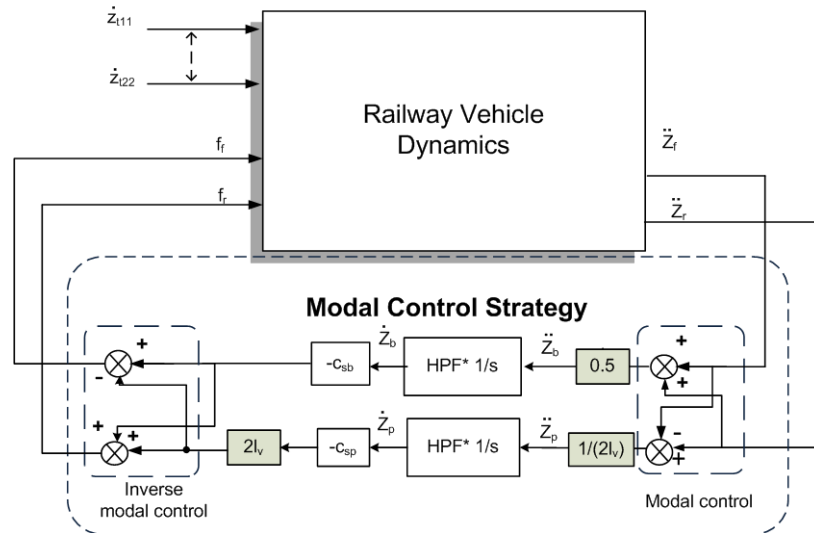 ż_t11
ż_t22
Railway Vehicle
Dynamics
f_f
f_r
Z̈_f
Z̈_r
Modal Control Strategy
Ż_b
Z̈_b
+
-
-c_sb
HPF* 1/s
0.5
+
+
Ż_p
Z̈_p
+
+
2l_v
-c_sp
HPF* 1/s
1/(2l_v)
-
+
Inverse
modal control
Modal control